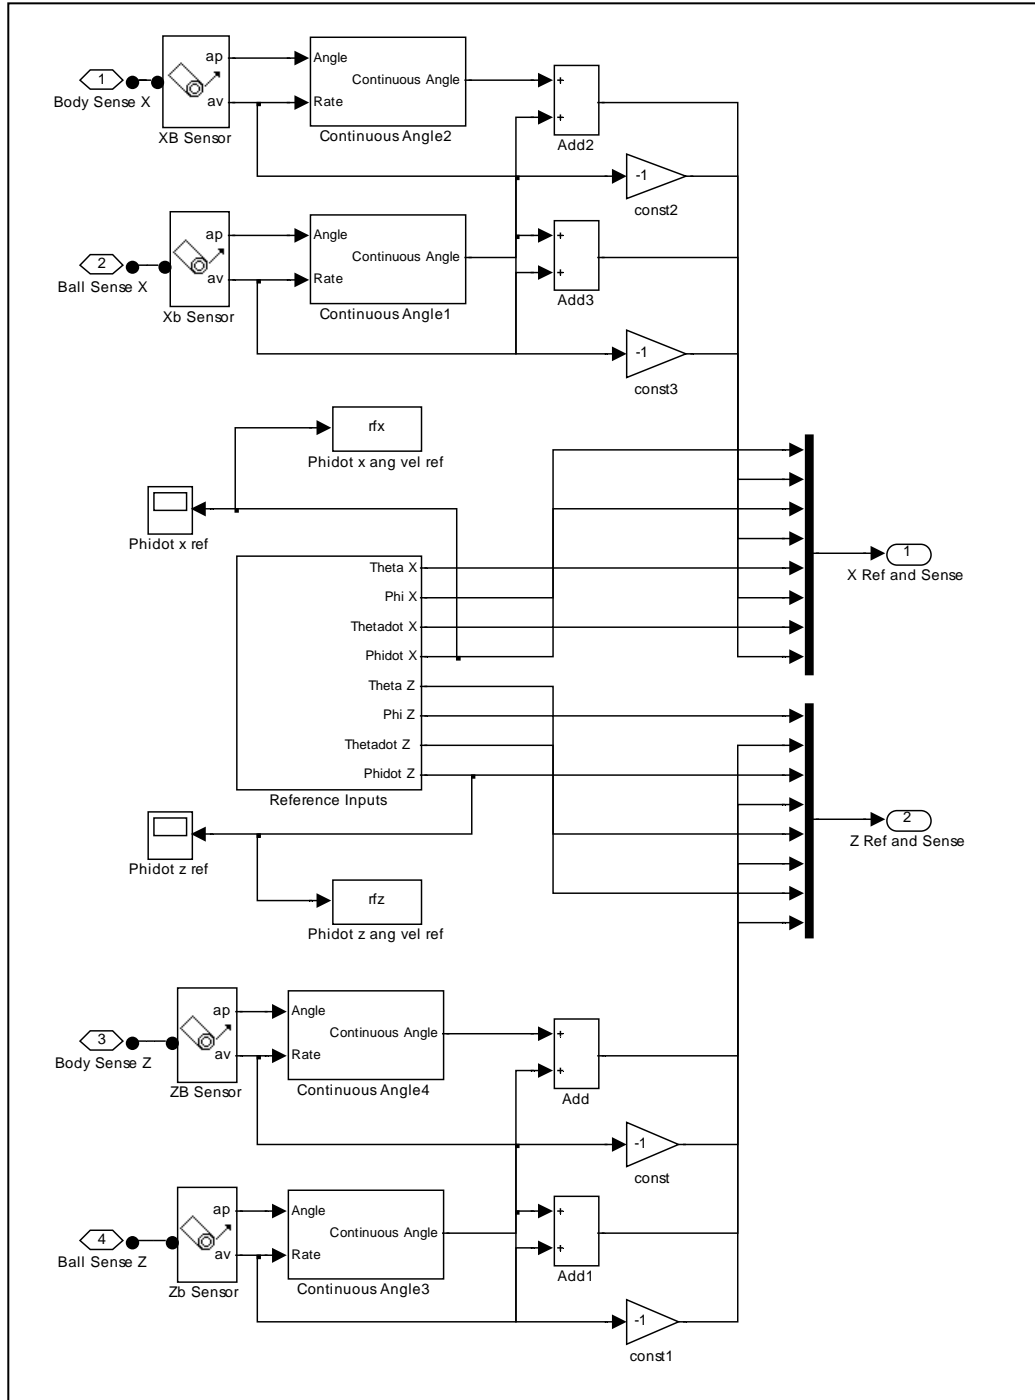 ap
Angle
Continuous Angle
+
1
Body Sense X
av
Rate
+
XB Sensor
Continuous Angle2
Add2
-1
const2
ap
Angle
Continuous Angle
+
2
Ball Sense X
av
Rate
+
Xb Sensor
Continuous Angle1
Add3
-1
const3
rfx
Phidot x ang vel ref
Phidot x ref
1
X Ref and Sense
Theta X
Phi X
Thetadot X
Phidot X
Theta Z
Phi Z
Thetadot Z
Phidot Z
Reference Inputs
2
Z Ref and Sense
Phidot z ref
rfz
Phidot z ang vel ref
ap
Angle
Continuous Angle
+
3
Body Sense Z
av
Rate
+
ZB Sensor
Continuous Angle4
Add
-1
const
ap
Angle
Continuous Angle
+
4
Ball Sense Z
av
Rate
+
Zb Sensor
Continuous Angle3
Add1
-1
const1